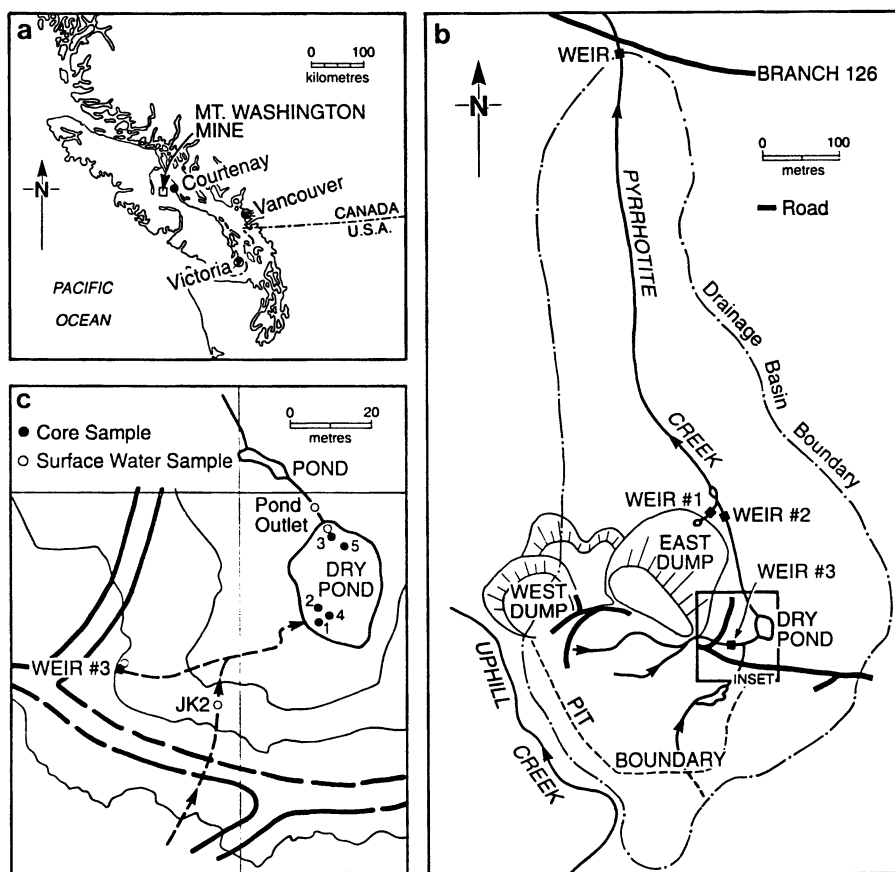 a
0 100
kilometres
MT. WASHINGTON
MINE
Courtenay
Vancouver
N
CANADA
U.S.A.
Victoria
PACIFIC
OCEAN
b
WEIR
BRANCH 126
N
0 100
metres
Road
PYRRHOTITE
CREEK
Drainage
Basin
Boundary
WEIR #1
WEIR #2
EAST
DUMP
WEST
DUMP
WEIR #3
DRY
POND
INSET
UPHILL
CREEK
PIT
BOUNDARY
c
0 20
metres
Core Sample
Surface Water Sample
POND
Pond
Outlet
3
5
DRY
POND
2
4
1
WEIR #3
JK2